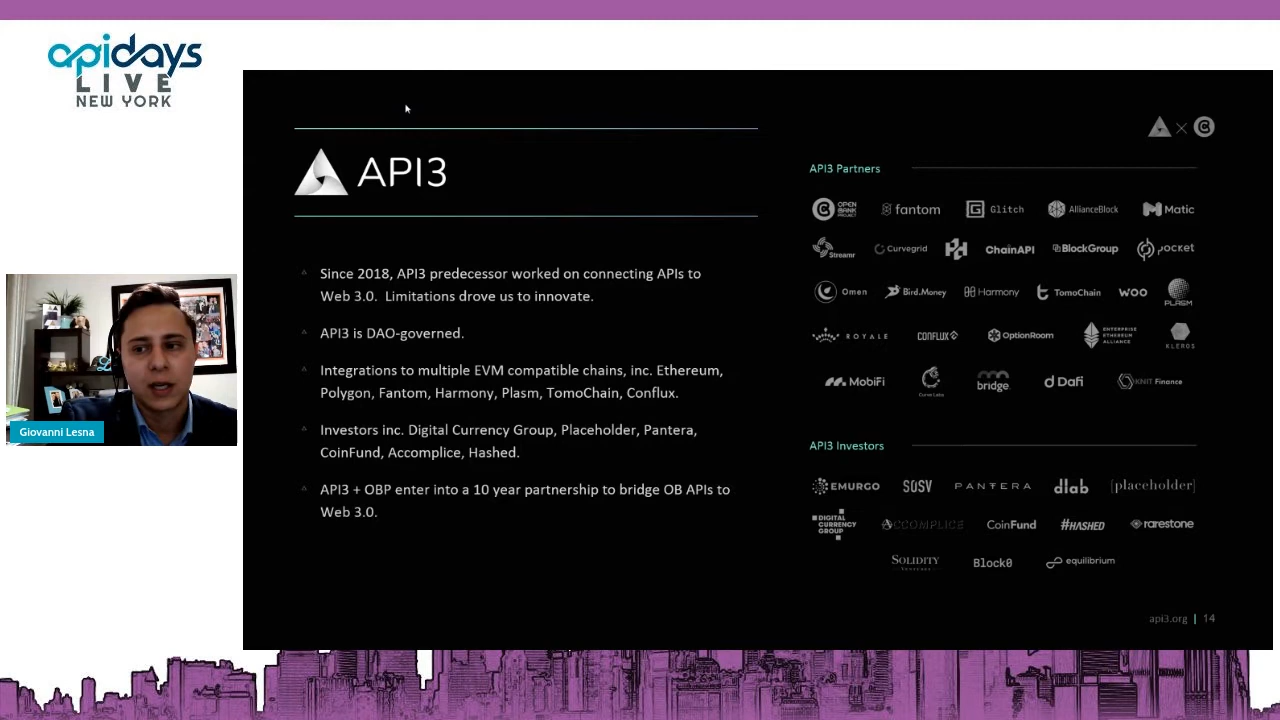 apidays
LIVE
NEW YORK
Giovanni Lesna
API3
Since 2018, API3 predecessor worked on connecting APIs to
Web 3.0. Limitations drove us to innovate.
API3 is DAO-governed.
Integrations to multiple EVM compatible chains, inc. Ethereum,
Polygon, Fantom, Harmony, Plasm, TomoChain, Conflux.
Investors inc. Digital Currency Group, Placeholder, Pantera,
CoinFund, Accomplice, Hashed.
API3 + OBP enter into a 10 year partnership to bridge OB APIs to
Web 3.0.
API3 Partners
OPEN BANK PROJECT fantom Glitch AllianceBlock Matic
Streamr Curvegrid ChainAPI BlockGroup pocket
Omen Bird.Money Harmony TomoChain WOO PLASM
ROYALE CONFLUX OptionRoom ENTERPRISE ETHEREUM ALLIANCE KLEROS
MobiFi Curve Labs bridge. dAfi KNIT Finance
API3 Investors
EMURGO SOSV PANTERA dlab [placeholder]
DIGITAL CURRENCY GROUP ACCOMPLICE CoinFund #HASHED rarestone
SOLIDITY VENTURES Block0 equilibrium
api3.org | 14